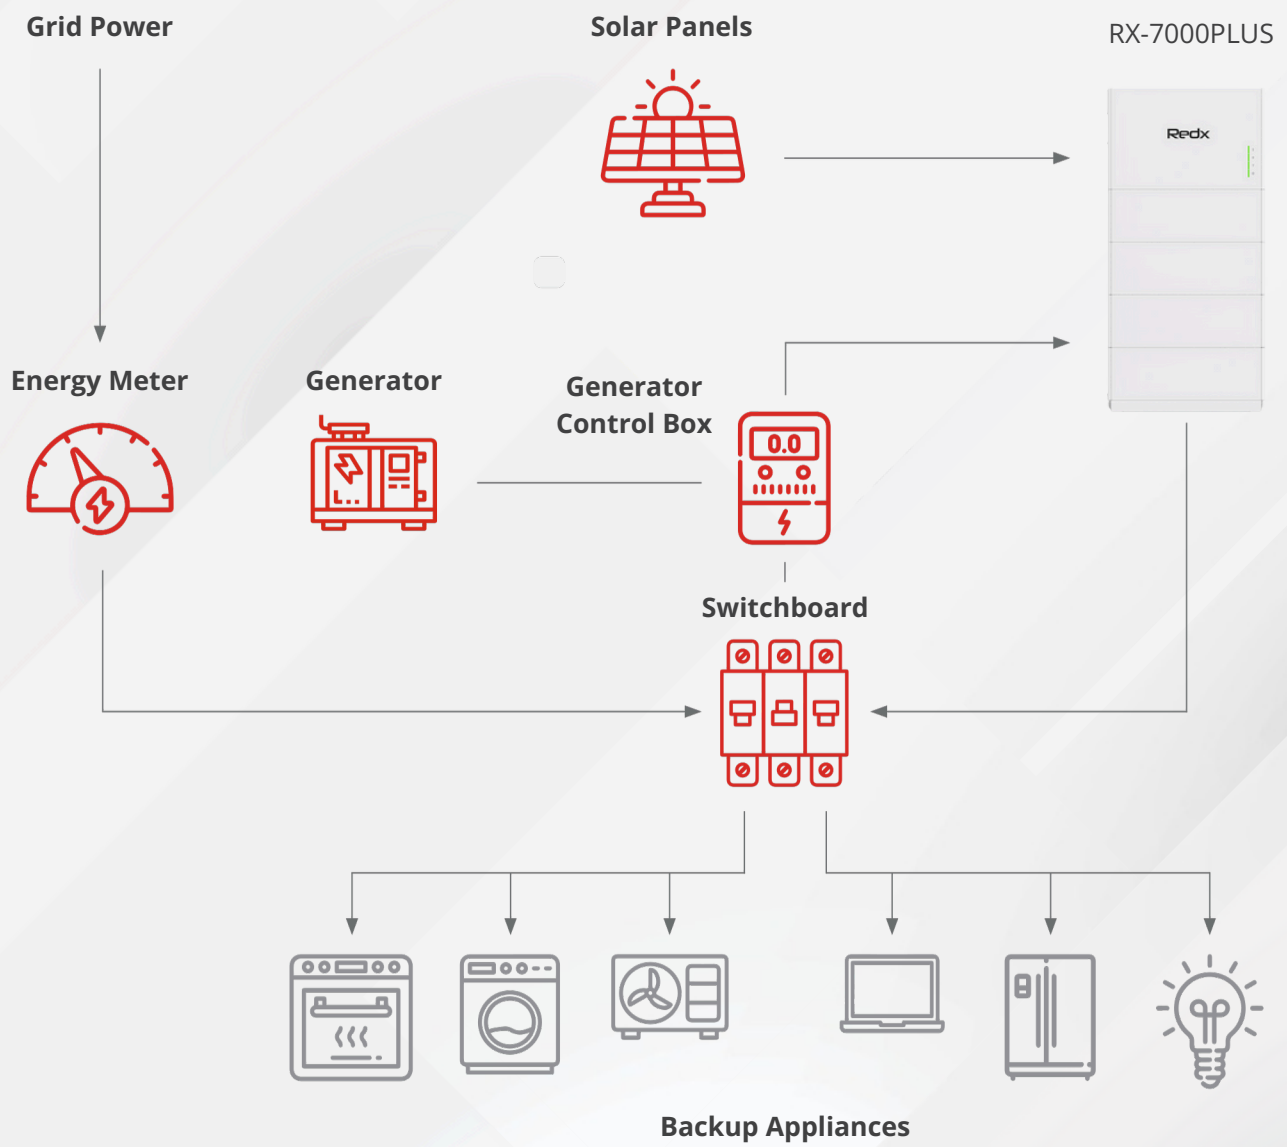 Grid Power
Solar Panels
RX-7000PLUS
Redx
Energy Meter
Generator
Generator
Control Box
0.0
Switchboard
Backup Appliances